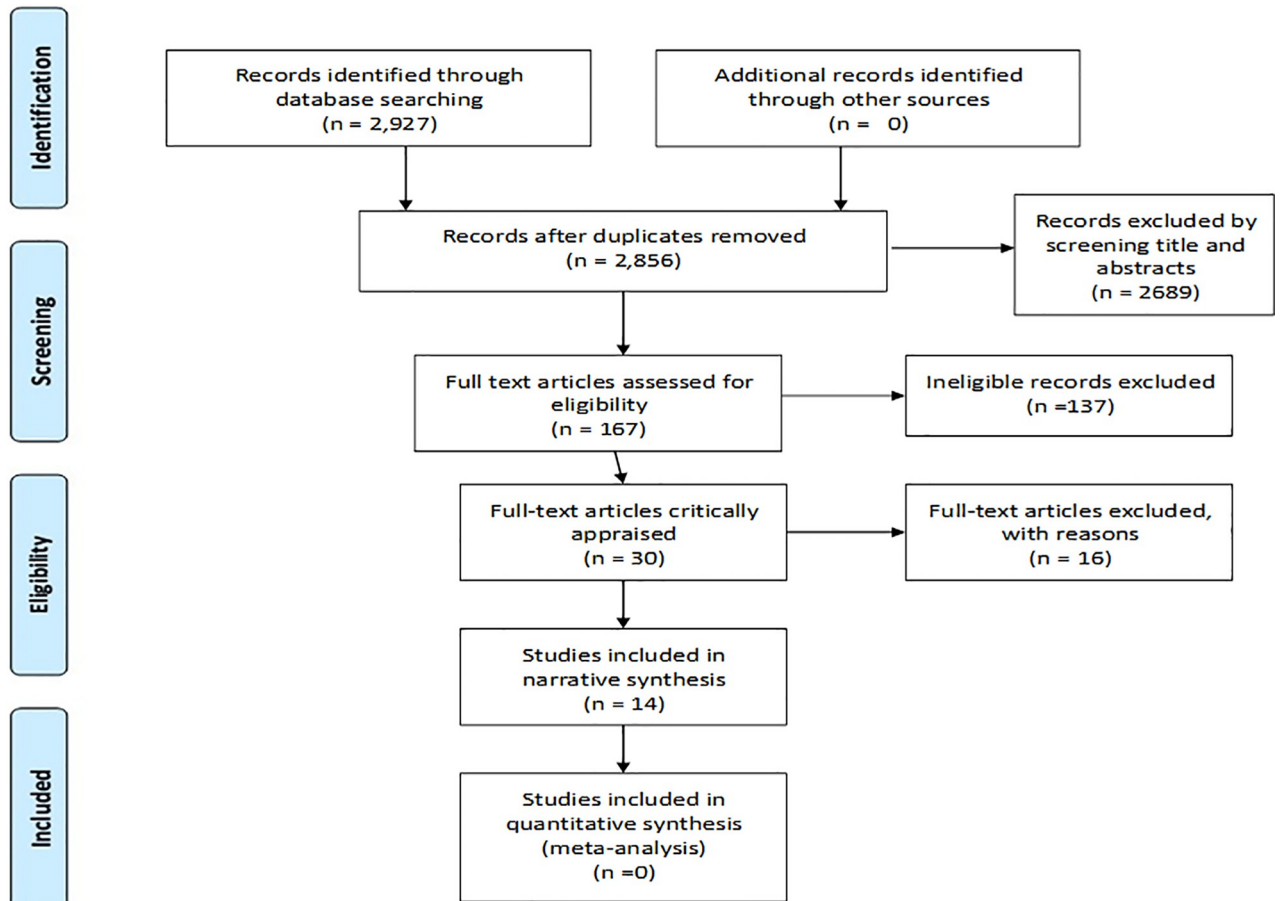 Identification
Records identified through
database searching
(n = 2,927)
Additional records identified
through other sources
(n = 0)
Records after duplicates removed
(n = 2,856)
Records excluded by
screening title and
abstracts
(n = 2689)
Screening
Full text articles assessed for
eligibility
(n = 167)
Ineligible records excluded
(n =137)
Eligibility
Full-text articles critically
appraised
(n = 30)
Full-text articles excluded,
with reasons
(n = 16)
Studies included in
narrative synthesis
(n = 14)
Included
Studies included in
quantitative synthesis
(meta-analysis)
(n =0)